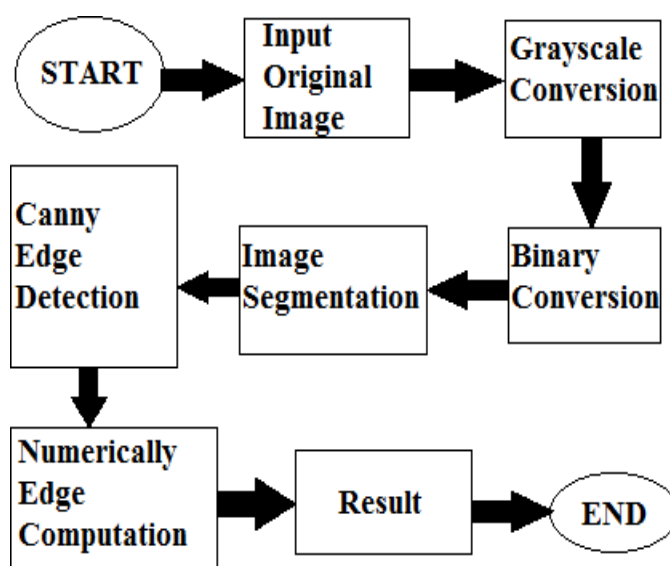 START
Input
Original
Image
Grayscale
Conversion
Binary
Conversion
Image
Segmentation
Canny
Edge
Detection
Numerically
Edge
Computation
Result
END